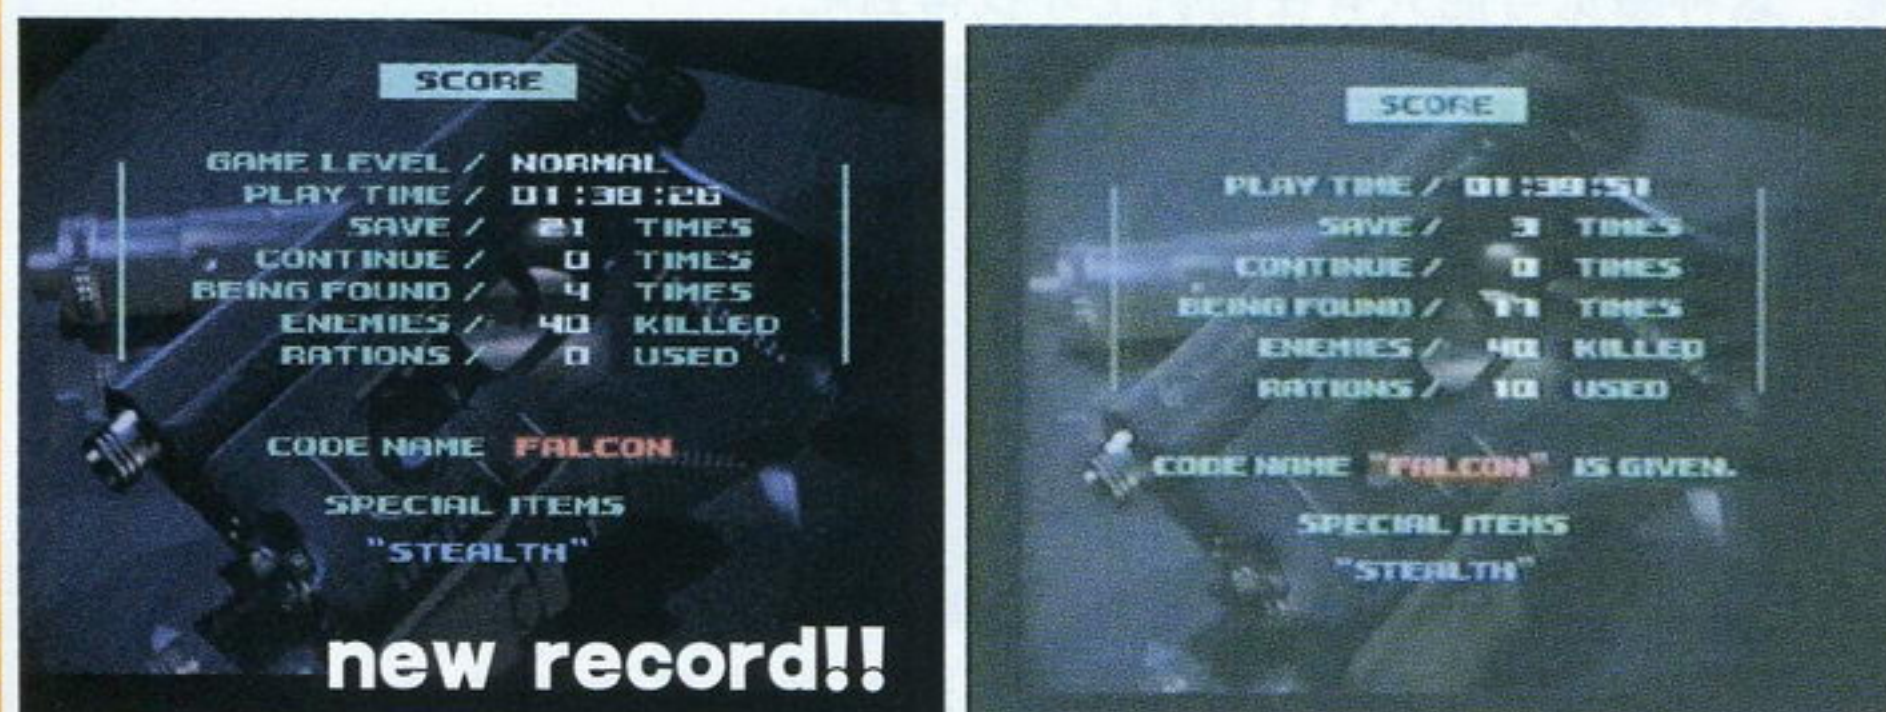 SCORE
GAME LEVEL / NORMAL
PLAY TIME / 01:38:26
SAVE / 21 TIMES
CONTINUE / 0 TIMES
BEING FOUND / 4 TIMES
ENEMIES / 40 KILLED
RATIONS / 0 USED
CODE NAME FALCON
SPECIAL ITEMS
"STEALTH"
new record!!
SCORE
PLAY TIME / 01:39:51
SAVE / 3 TIMES
CONTINUE / 0 TIMES
BEING FOUND / TIMES
ENEMIES / 40 KILLED
RATIONS / 10 USED
CODE NAME "FALCON" IS GIVEN.
SPECIAL ITEMS
"STEALTH"